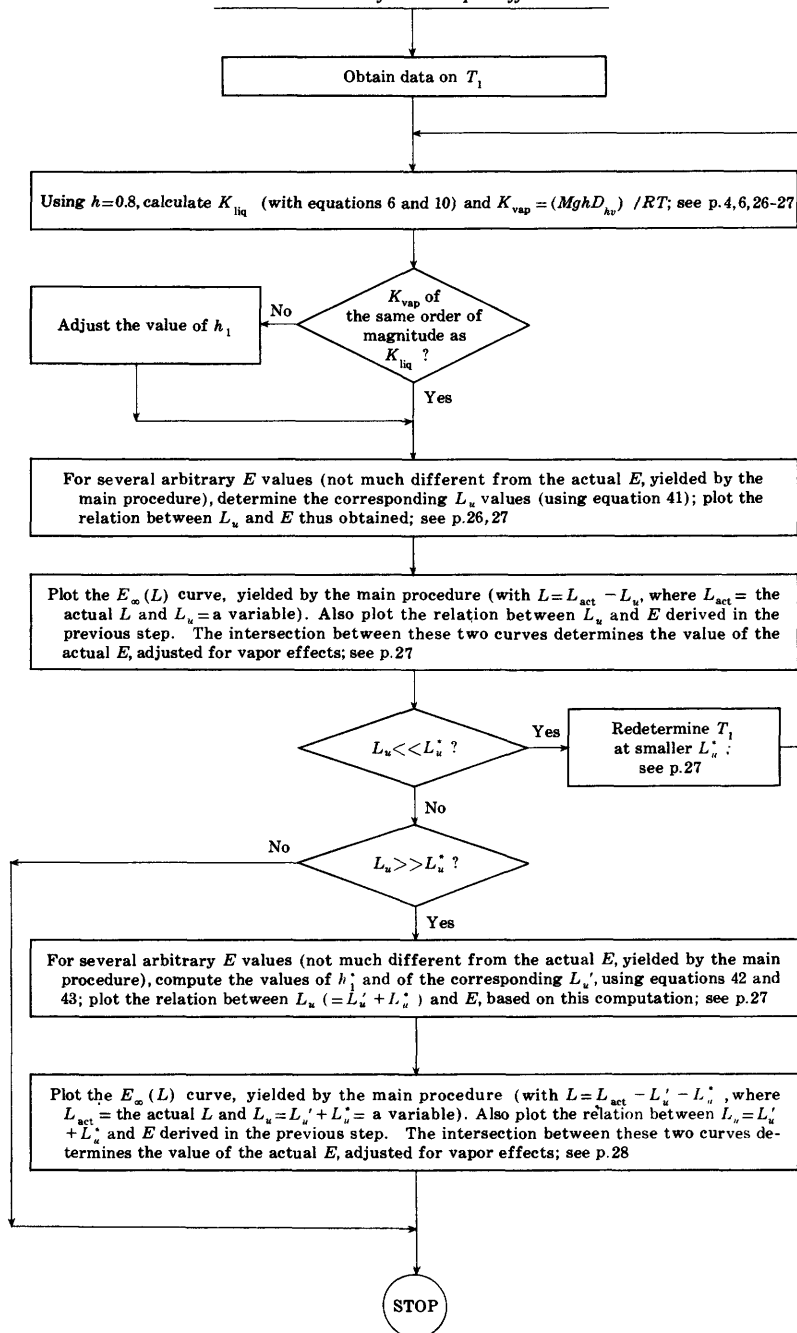 Obtain data on T₁
Using h=0.8, calculate K_liq (with equations 6 and 10) and K_vap = (MghD_hv) /RT; see p.4,6,26-27
K_vap of
the same order of
magnitude as
K_liq ?
No
Adjust the value of h₁
Yes
For several arbitrary E values (not much different from the actual E, yielded by the
main procedure), determine the corresponding L_u values (using equation 41); plot the
relation between L_u and E thus obtained; see p.26,27
Plot the E_∞(L) curve, yielded by the main procedure (with L=L_act −L_u, where L_act= the
actual L and L_u=a variable). Also plot the relation between L_u and E derived in the
previous step. The intersection between these two curves determines the value of the
actual E, adjusted for vapor effects; see p.27
L_u<<L_u* ?
Yes
Redetermine T₁
at smaller L_u* ;
see p.27
No
L_u>>L_u* ?
No
Yes
For several arbitrary E values (not much different from the actual E, yielded by the main
procedure), compute the values of h₁* and of the corresponding L_u′, using equations 42 and
43; plot the relation between L_u (=L_u′ + L_u*) and E, based on this computation; see p.27
Plot the E_∞(L) curve, yielded by the main procedure (with L=L_act −L_u′ −L_u*, where
L_act=the actual L and L_u=L_u′+L_u*= a variable). Also plot the relation between L_u=L_u′
+L_u* and E derived in the previous step. The intersection between these two curves de-
termines the value of the actual E, adjusted for vapor effects; see p.28
STOP